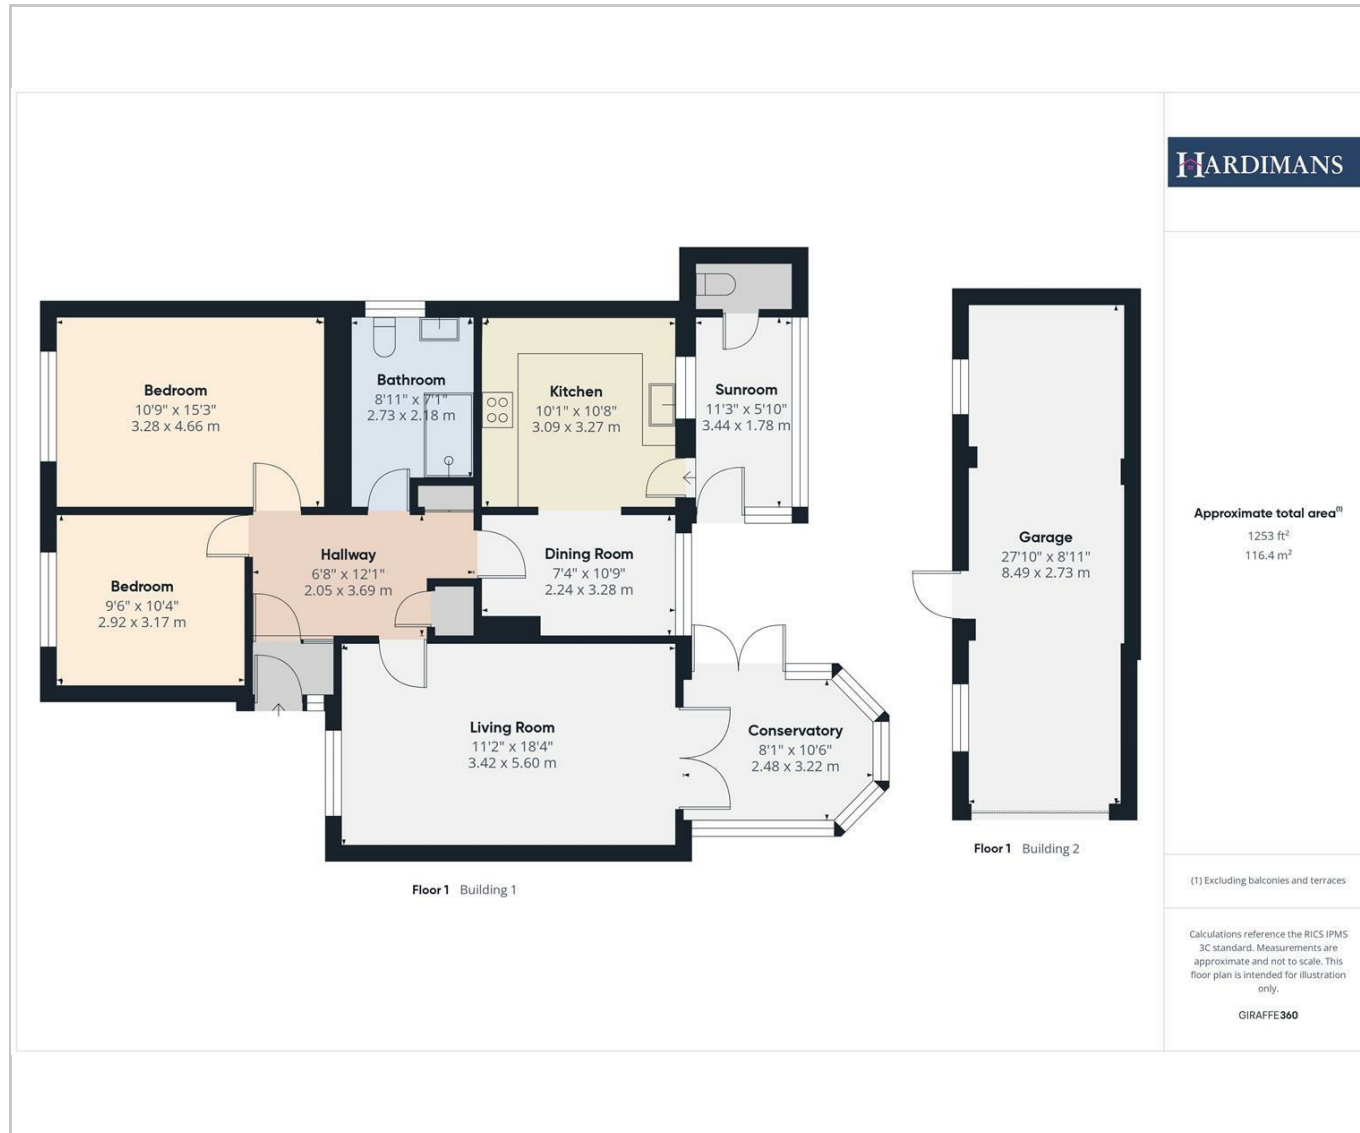 HARDIMANS
Bedroom
10'9" x 15'3"
3.28 x 4.66 m
Bathroom
8'11" x 7'1"
2.73 x 2.18 m
Kitchen
10'1" x 10'8"
3.09 x 3.27 m
Sunroom
11'3" x 5'10"
3.44 x 1.78 m
Bedroom
9'6" x 10'4"
2.92 x 3.17 m
Hallway
6'8" x 12'1"
2.05 x 3.69 m
Dining Room
7'4" x 10'9"
2.24 x 3.28 m
Living Room
11'2" x 18'4"
3.42 x 5.60 m
Conservatory
8'1" x 10'6"
2.48 x 3.22 m
Floor 1 Building 1
Garage
27'10" x 8'11"
8.49 x 2.73 m
Floor 1 Building 2
Approximate total area(1)
1253 ft²
116.4 m²
(1) Excluding balconies and terraces
Calculations reference the RICS IPMS
3C standard. Measurements are
approximate and not to scale. This
floor plan is intended for illustration
only.
GIRAFFE360